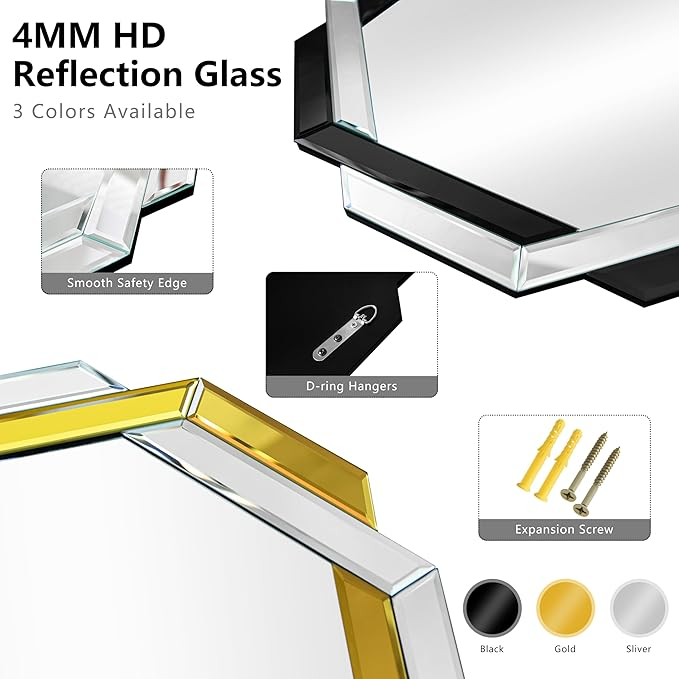 4MM HD
Reflection Glass
3 Colors Available
Smooth Safety Edge
D-ring Hangers
Expansion Screw
Black
Gold
Sliver